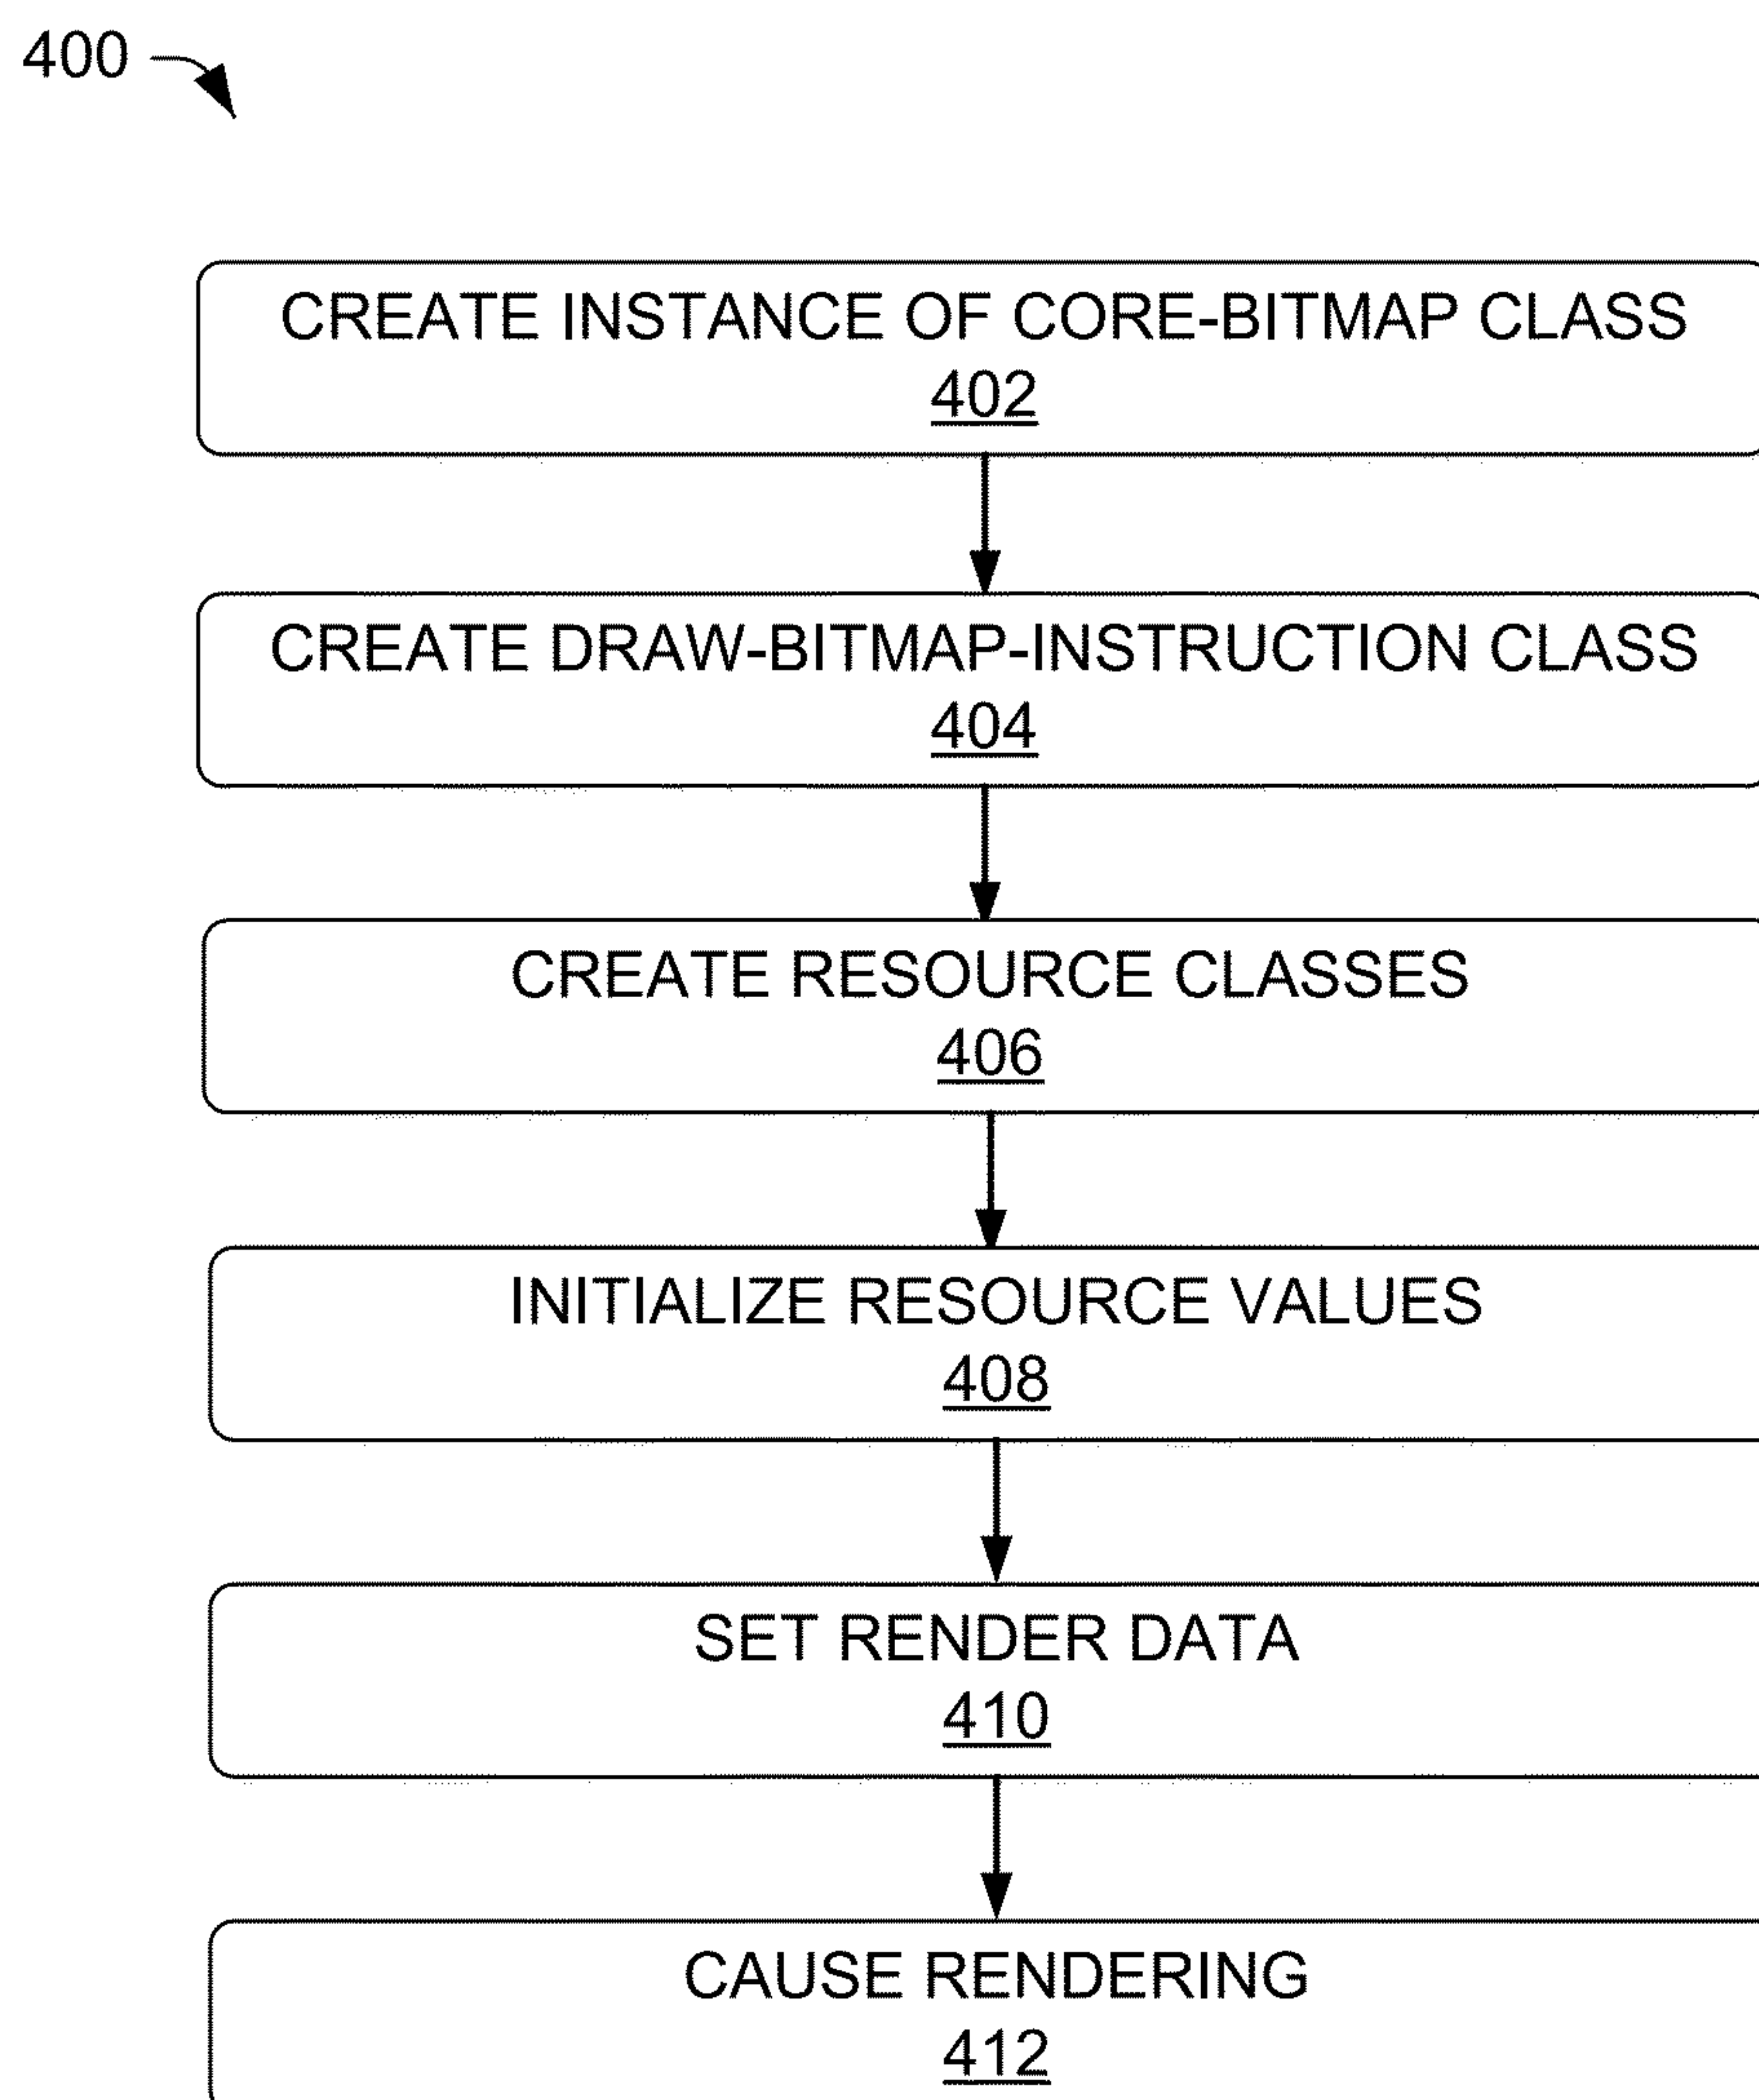 400
CREATE INSTANCE OF CORE-BITMAP CLASS
402
CREATE DRAW-BITMAP-INSTRUCTION CLASS
404
CREATE RESOURCE CLASSES
406
INITIALIZE RESOURCE VALUES
408
SET RENDER DATA
410
CAUSE RENDERING
412